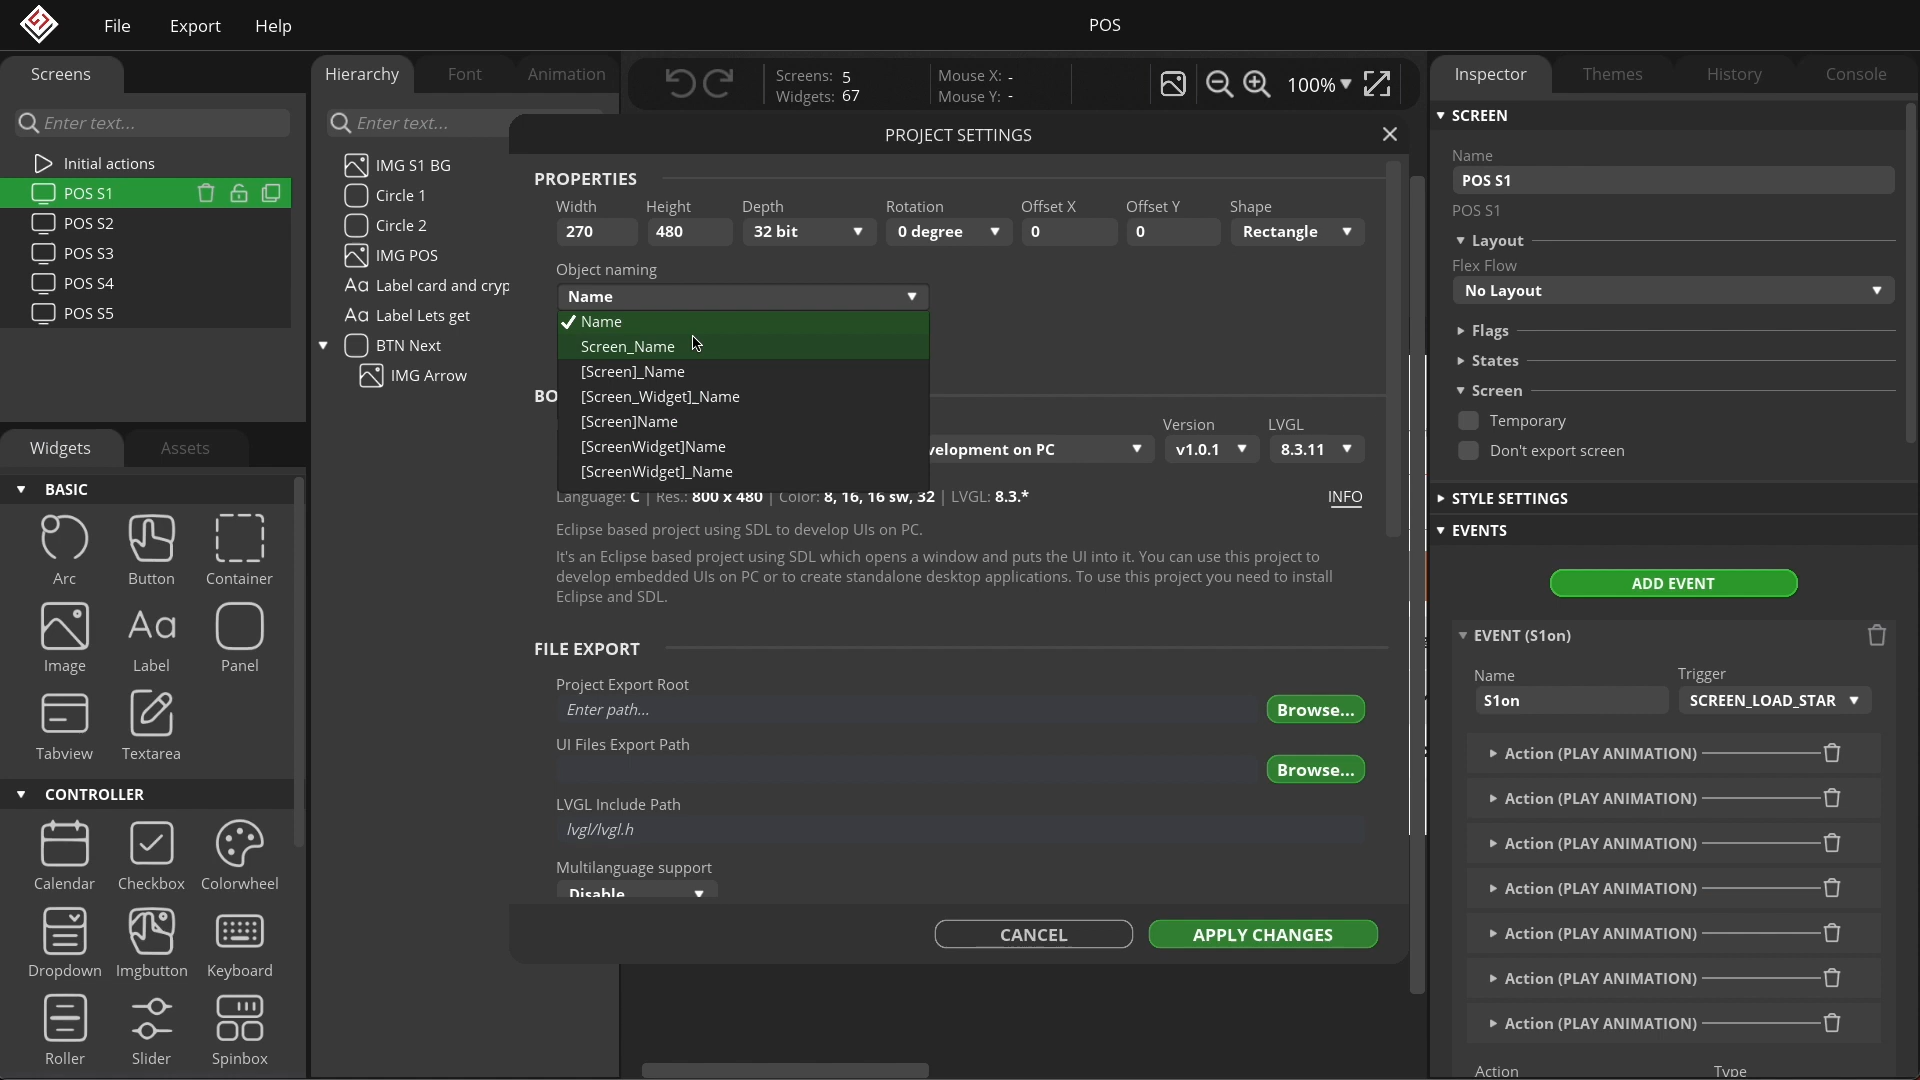 File Export Help POS
Screens
Hierarchy Font Animation
Screens: 5 Mouse X: -
Widgets: 67 Mouse Y: -
100%
Inspector Themes History Console
Enter text...
Initial actions
POS S1
POS S2
POS S3
POS S4
POS S5
Widgets Assets
BASIC
Arc Button Container
Image Label Panel
Tabview Textarea
CONTROLLER
Calendar Checkbox Colorwheel
Dropdown Imgbutton Keyboard
Roller Slider Spinbox
Enter text...
IMG S1 BG
Circle 1
Circle 2
IMG POS
Label card and cryp
Label Lets get
BTN Next
IMG Arrow
PROJECT SETTINGS
PROPERTIES
Width Height Depth Rotation Offset X Offset Y Shape
270 480 32 bit 0 degree 0 0 Rectangle
Object naming
Name
Name
Screen_Name
[Screen]_Name
[Screen_Widget]_Name
[Screen]Name
[ScreenWidget]Name
[ScreenWidget]_Name
BO
Version LVGL
velopment on PC v1.0.1 8.3.11
Language: C | Res.: 800 x 480 | Color: 8, 16, 16 sw, 32 | LVGL: 8.3.* INFO
Eclipse based project using SDL to develop UIs on PC.
It's an Eclipse based project using SDL which opens a window and puts the UI into it. You can use this project to
develop embedded UIs on PC or to create standalone desktop applications. To use this project you need to install
Eclipse and SDL.
FILE EXPORT
Project Export Root
Enter path... Browse...
UI Files Export Path
Browse...
LVGL Include Path
lvgl/lvgl.h
Multilanguage support
Disable
CANCEL APPLY CHANGES
SCREEN
Name
POS S1
POS S1
Layout
Flex Flow
No Layout
Flags
States
Screen
Temporary
Don't export screen
STYLE SETTINGS
EVENTS
ADD EVENT
EVENT (S1on)
Name Trigger
S1on SCREEN_LOAD_STAR
Action (PLAY ANIMATION)
Action (PLAY ANIMATION)
Action (PLAY ANIMATION)
Action (PLAY ANIMATION)
Action (PLAY ANIMATION)
Action (PLAY ANIMATION)
Action (PLAY ANIMATION)
Action Type